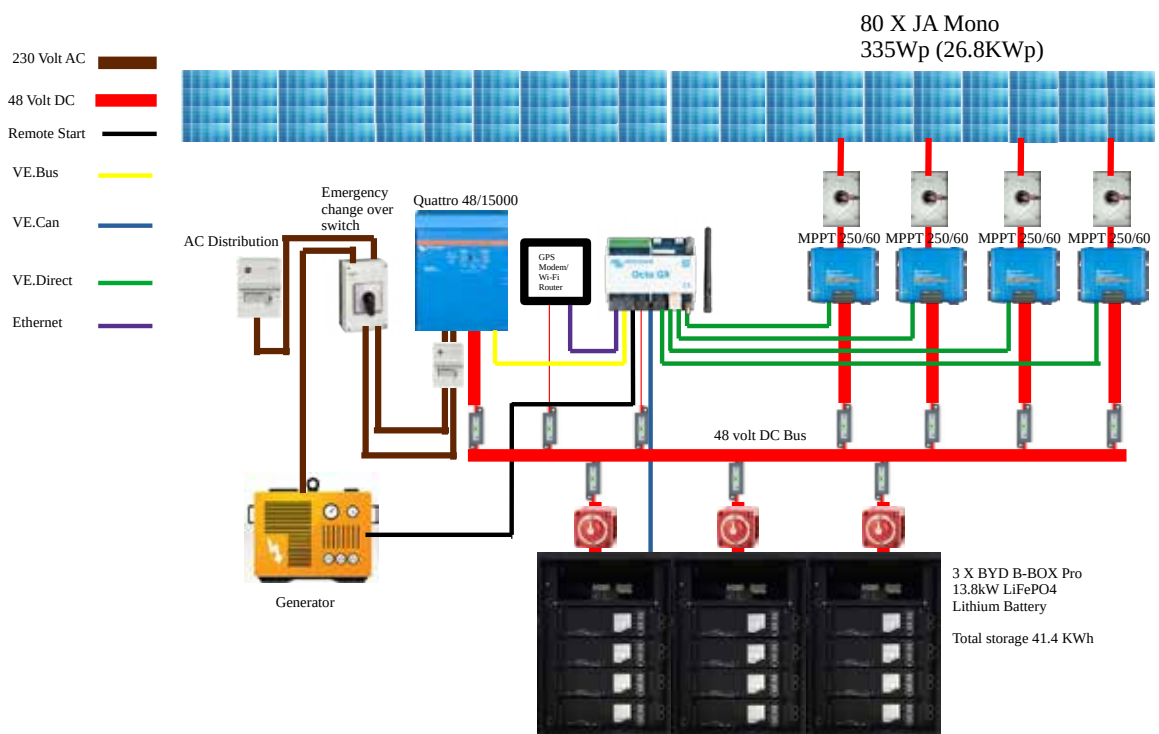 80 X JA Mono
335Wp (26.8KWp)
230 Volt AC
48 Volt DC
Remote Start
VE.Bus
VE.Can
VE.Direct
Ethernet
AC Distribution
Emergency
change over
switch
Quattro 48/15000
GPS
Modem/
Wi-Fi
Router
Octo GX
MPPT 250/60
MPPT 250/60
MPPT 250/60
MPPT 250/60
48 volt DC Bus
Generator
3 X BYD B-BOX Pro
13.8kW LiFePO4
Lithium Battery
Total storage 41.4 KWh